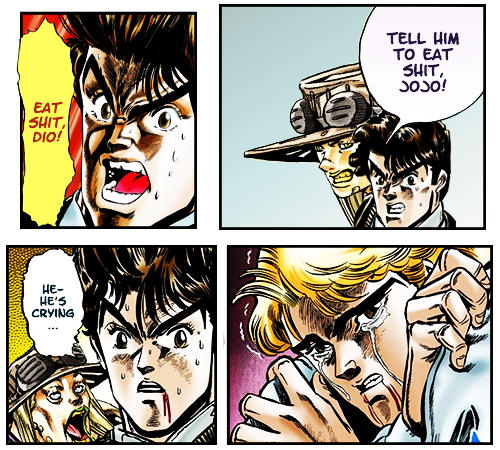 EAT
SHIT,
DIO!
TELL HIM
TO EAT
SHIT,
JOJO!
HE-
HE'S
CRYING
...